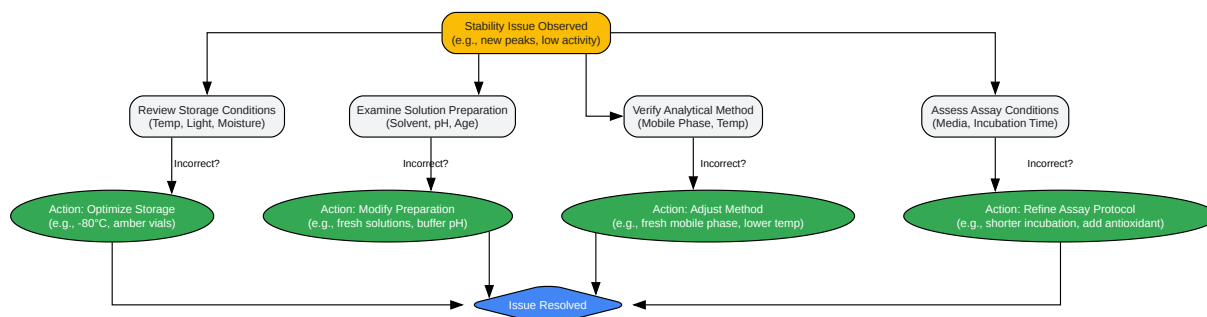 Stability Issue Observed
(e.g., new peaks, low activity)
Review Storage Conditions
(Temp, Light, Moisture)
Examine Solution Preparation
(Solvent, pH, Age)
Verify Analytical Method
(Mobile Phase, Temp)
Assess Assay Conditions
(Media, Incubation Time)
Incorrect?
Incorrect?
Incorrect?
Incorrect?
Action: Optimize Storage
(e.g., -80°C, amber vials)
Action: Modify Preparation
(e.g., fresh solutions, buffer pH)
Action: Adjust Method
(e.g., fresh mobile phase, lower temp)
Action: Refine Assay Protocol
(e.g., shorter incubation, add antioxidant)
Issue Resolved